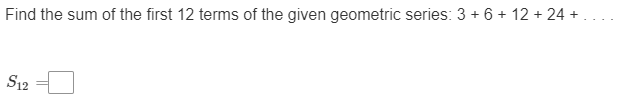 Find the sum of the first 12 terms of the given geometric series: 3 + 6 + 12 + 24 + . . . .
S₁₂ =